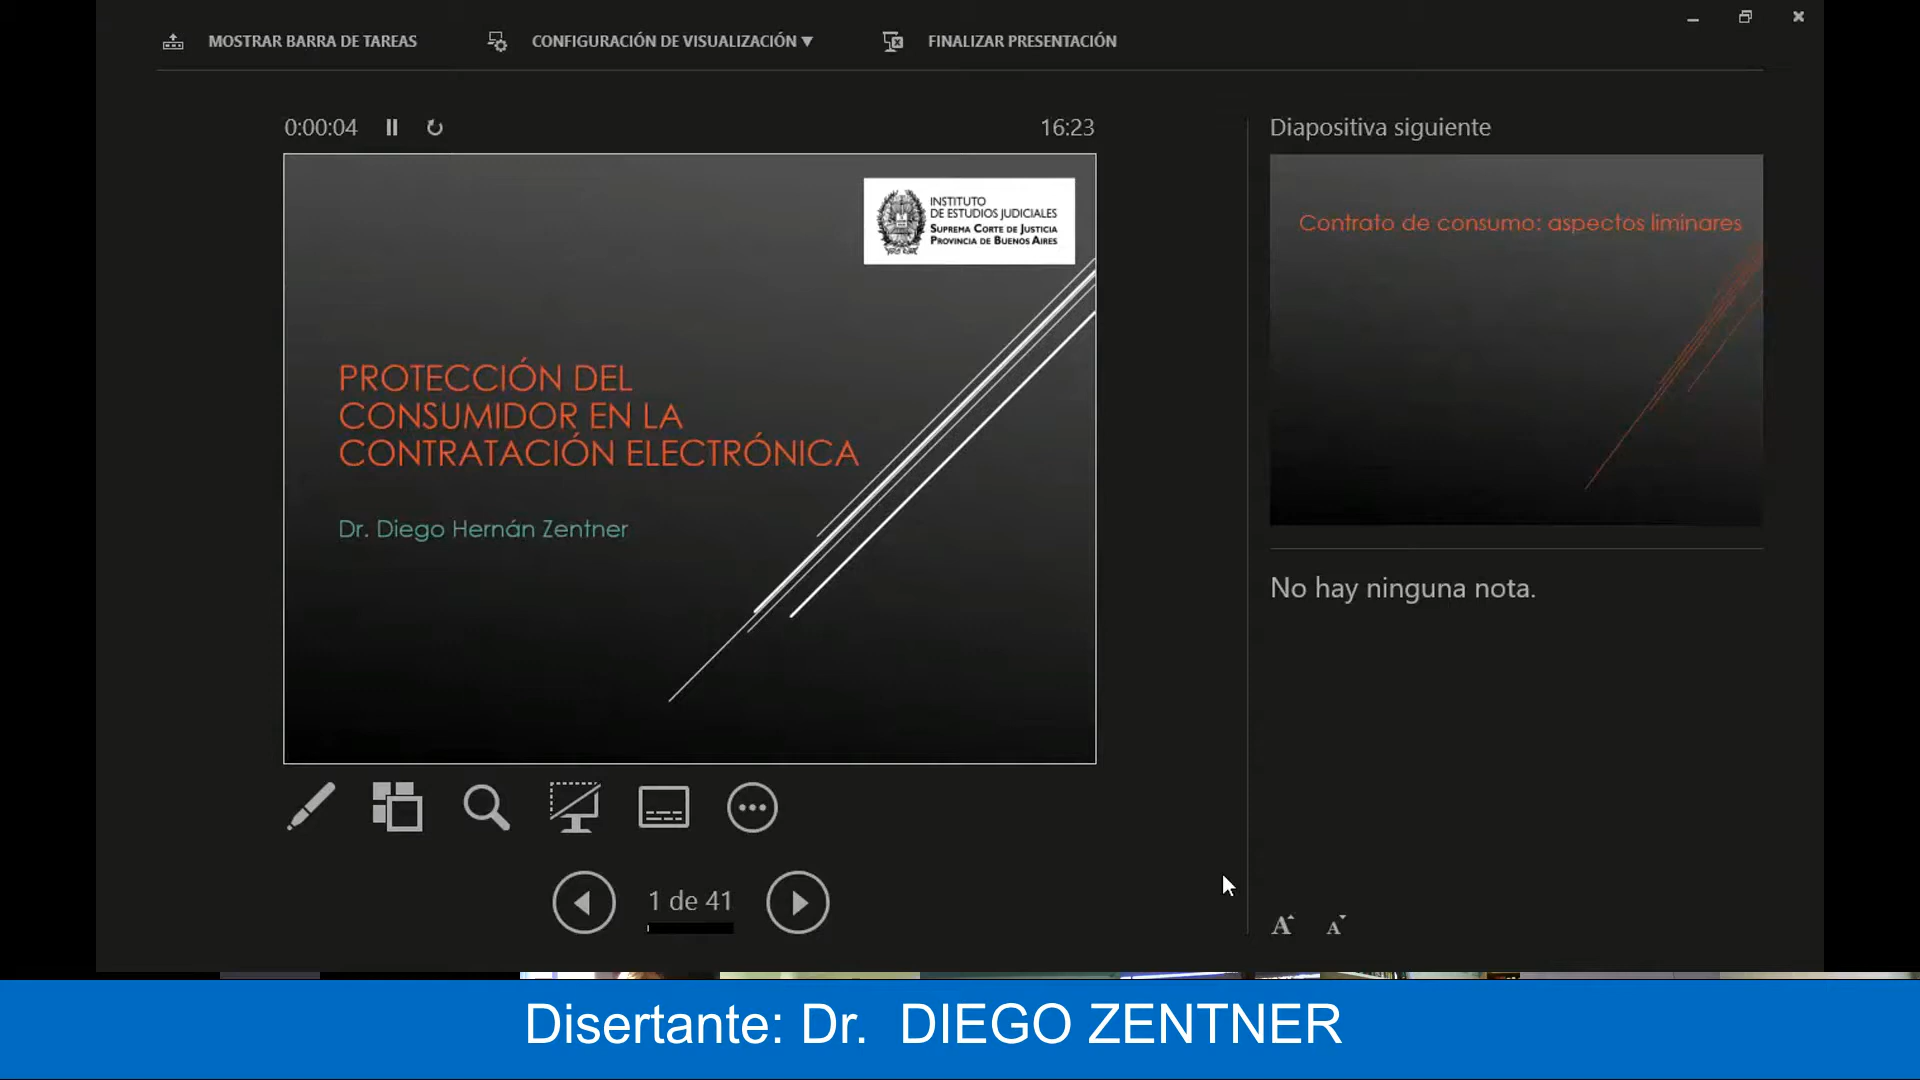 MOSTRAR BARRA DE TAREAS
CONFIGURACIÓN DE VISUALIZACIÓN ▼
FINALIZAR PRESENTACIÓN
0:00:04
16:23
INSTITUTO
DE ESTUDIOS JUDICIALES
SUPREMA CORTE DE JUSTICIA
PROVINCIA DE BUENOS AIRES
PROTECCIÓN DEL
CONSUMIDOR EN LA
CONTRATACIÓN ELECTRÓNICA
Dr. Diego Hernán Zentner
1 de 41
Diapositiva siguiente
Contrato de consumo: aspectos liminares
No hay ninguna nota.
A A
Disertante: Dr. DIEGO ZENTNER